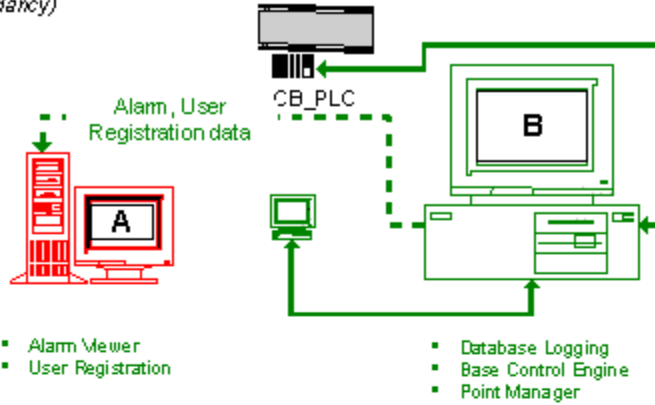 dancy)
CB_PLC
Alarm, User
Registration data
B
A
Alarm Viewer
User Registration
Database Logging
Base Control Engine
Point Manager